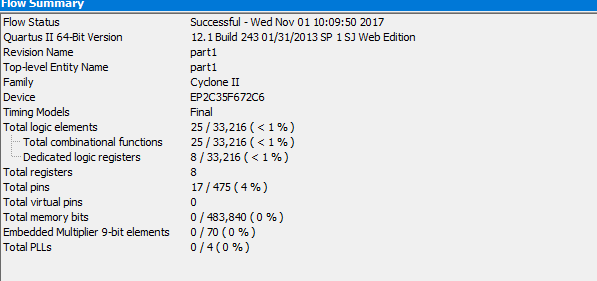 Flow Summary
Flow Status Successful - Wed Nov 01 10:09:50 2017
Quartus II 64-Bit Version 12.1 Build 243 01/31/2013 SP 1 SJ Web Edition
Revision Name part1
Top-level Entity Name part1
Family Cyclone II
Device EP2C35F672C6
Timing Models Final
Total logic elements 25 / 33,216 ( < 1 % )
Total combinational functions 25 / 33,216 ( < 1 % )
Dedicated logic registers 8 / 33,216 ( < 1 % )
Total registers 8
Total pins 17 / 475 ( 4 % )
Total virtual pins 0
Total memory bits 0 / 483,840 ( 0 % )
Embedded Multiplier 9-bit elements 0 / 70 ( 0 % )
Total PLLs 0 / 4 ( 0 % )